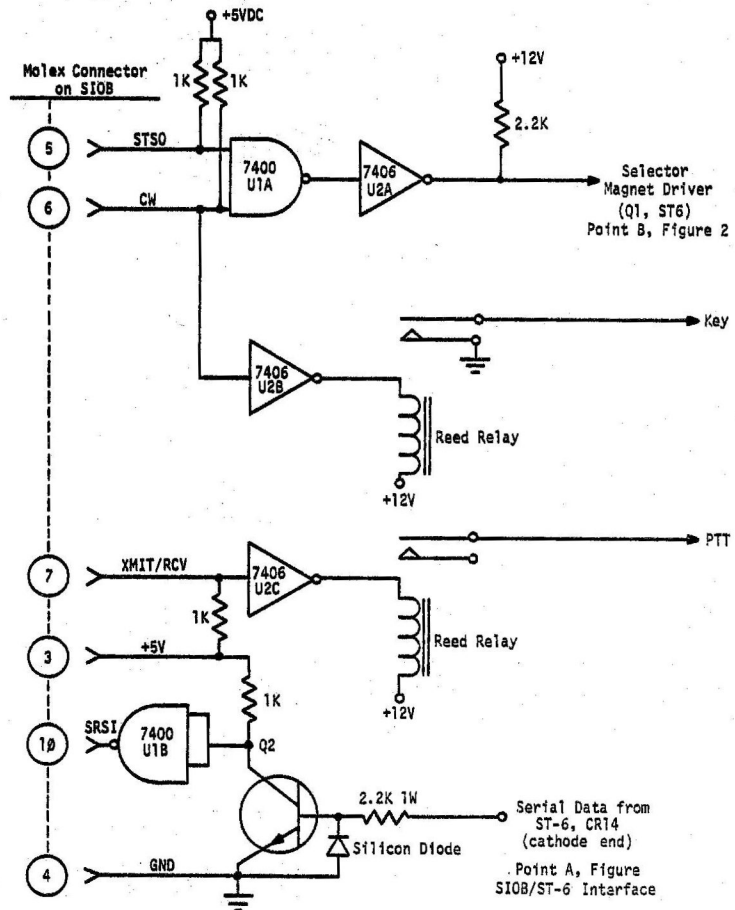 +5VDC
Molex Connector
on SIOB
1K
1K
+12V
2.2K
5
STSO
7400
U1A
7406
U2A
Selector
Magnet Driver
(Q1, ST6)
Point B, Figure 2
6
CW
Key
7406
U2B
Reed Relay
+12V
PTT
7
XMIT/RCV
7406
U2C
1K
Reed Relay
3
+5V
1K
+12V
10
SRSI
7400
U1B
Q2
2.2K 1W
Serial Data from
ST-6, CR14
(cathode end)
Silicon Diode
Point A, Figure
SIOB/ST-6 Interface
4
GND